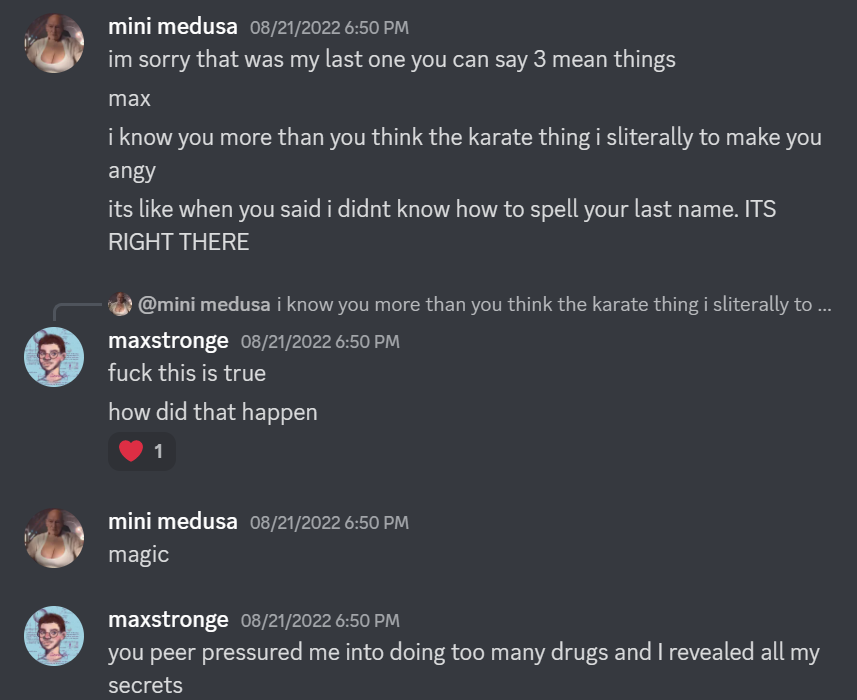 mini medusa 08/21/2022 6:50 PM
im sorry that was my last one you can say 3 mean things
max
i know you more than you think the karate thing i sliterally to make you
angy
its like when you said i didnt know how to spell your last name. ITS
RIGHT THERE
@mini medusa i know you more than you think the karate thing i sliterally to ...
maxstronge 08/21/2022 6:50 PM
fuck this is true
how did that happen
❤️ 1
mini medusa 08/21/2022 6:50 PM
magic
maxstronge 08/21/2022 6:50 PM
you peer pressured me into doing too many drugs and I revealed all my
secrets